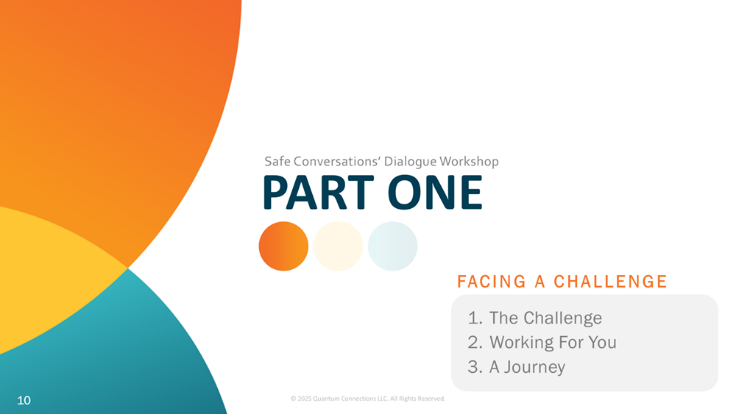 Safe Conversations' Dialogue Workshop
PART ONE
FACING A CHALLENGE
1. The Challenge
2. Working For You
3. A Journey
10
© 2025 Quantum Connections LLC. All Rights Reserved.